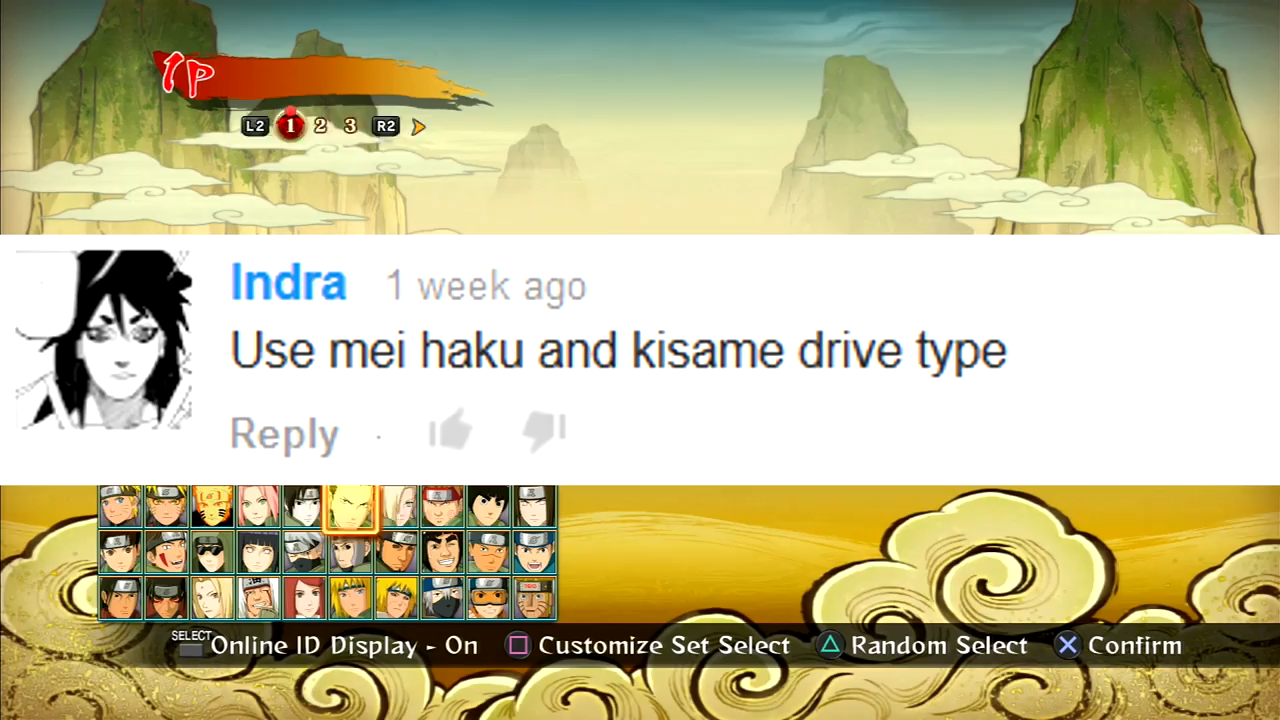 1P
L2 1 2 3 R2
Indra 1 week ago
Use mei haku and kisame drive type
Reply ·
SELECT Online ID Display - On Customize Set Select Random Select Confirm